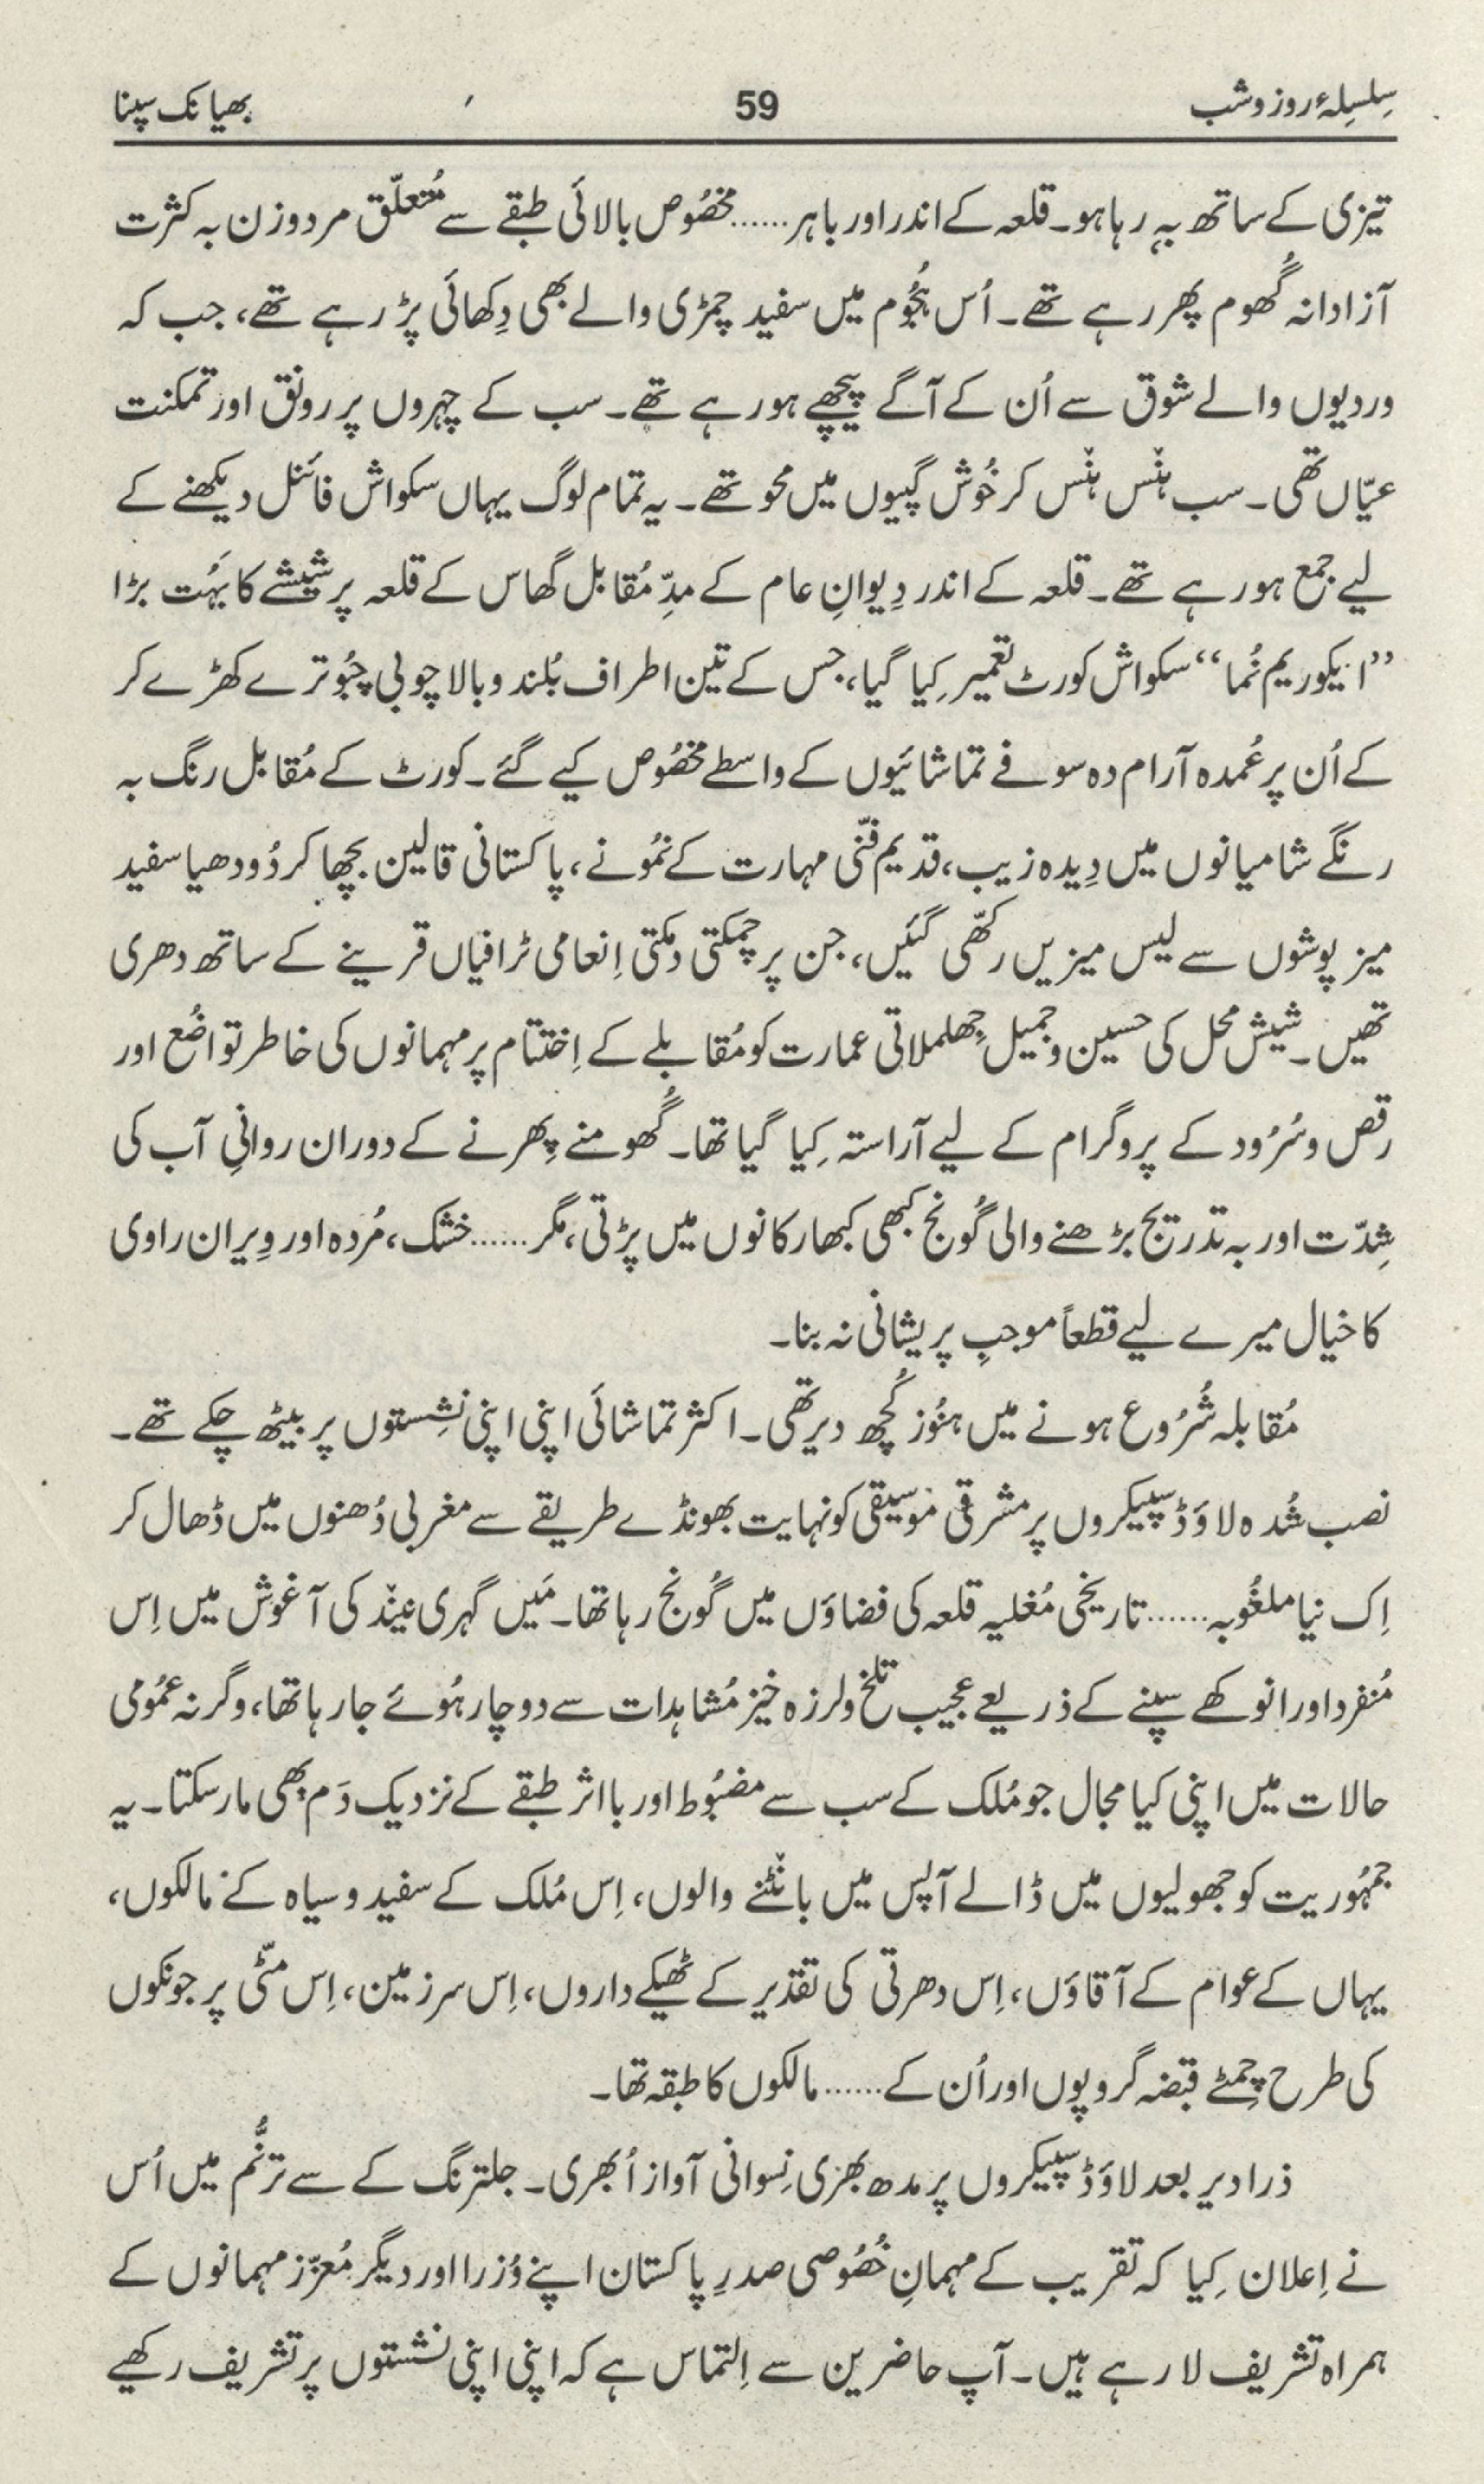 سِلسِلۂ روز و شب 59 بھیانک سپنا
تیزی کے ساتھ بہہ رہا ہو۔ قلعہ کے اندر اور باہر ...... مخصُوص بالائی طبقے سے مُتعلّق مرد و زن بہ کثرت
آزادانہ گُھوم پھر رہے تھے۔ اُس ہُجُوم میں سفید چمڑی والے بھی دِکھائی پڑ رہے تھے، جب کہ
وردیوں والے شوق سے اُن کے آگے پیچھے ہو رہے تھے۔ سب کے چہروں پر رونق اور تمکنت
عیّاں تھی۔ سب ہنْس ہنْس کر خُوش گپیوں میں محو تھے۔ یہ تمام لوگ یہاں سکواش فائنل دیکھنے کے
لیے جمع ہو رہے تھے۔ قلعہ کے اندر دِیوانِ عام کے مدِّ مُقابل گھاس کے قلعہ پر شیشے کا بہُت بڑا
”ایکوریم نُما“ سکواش کورٹ تعمیر کِیا گیا، جس کے تین اطراف بُلند و بالا چوبی چبُوترے کھڑے کر
کے اُن پر عُمدہ آرام دہ سوفے تماشائیوں کے واسطے مخصُوص کیے گئے۔ کورٹ کے مُقابل رنگ بہ
رنگے شامیانوں میں دِیدہ زیب، قدیم فنّی مہارت کے نمُونے، پاکستانی قالین بچھا کر دُودھیا سفید
میز پوشوں سے لیس میزیں رکھّی گئیں، جن پر چمکتی دمکتی اِنعامی ٹرافیاں قرینے کے ساتھ دھری
تھیں۔ شیش محل کی حسین و جمیل جِھلملاتی عمارت کو مُقابلے کے اِختتام پر مہمانوں کی خاطر تواضُع اور
رقص و سُرُود کے پروگرام کے لیے آراستہ کِیا گیا تھا۔ گُھومنے پِھرنے کے دوران روانیِ آب کی
شِدّت اور بہ تدریج بڑھنے والی گُونج کبھی کبھار کانوں میں پڑتی، مگر ...... خشک، مُردہ اور وِیران راوی
کا خیال میرے لیے قطعاً موجبِ پریشانی نہ بنا۔
مُقابلہ شُرُوع ہونے میں ہنُوز کُچھ دیر تھی۔ اکثر تماشائی اپنی اپنی نشِستوں پر بیٹھ چکے تھے۔
نصب شُدہ لاؤڈ سپیکروں پر مشرقی موسیقی کو نہایت بھونڈے طریقے سے مغربی دُھنوں میں ڈھال کر
اِک نیا ملغُوبہ ...... تاریخی مُغلیہ قلعہ کی فضاؤں میں گُونج رہا تھا۔ مَیں گہری نینْد کی آغوش میں اِس
مُنفرد اور انوکھے سپنے کے ذریعے عجیب تلخ و لرزہ خیز مُشاہدات سے دوچار ہُوئے جا رہا تھا، وگرنہ عمُومی
حالات میں اپنی کیا مجال جو مُلک کے سب سے مضبُوط اور بااثر طبقے کے نزدیک دَم بھی مار سکتا۔ یہ
جمہُوریت کو جھولیوں میں ڈالے آپس میں بانْٹنے والوں، اِس مُلک کے سفید و سیاہ کے مالکوں،
یہاں کے عوام کے آقاؤں، اِس دھرتی کی تقدیر کے ٹھیکے داروں، اِس سرزمین، اِس مٹّی پر جونکوں
کی طرح چِمٹے قبضہ گروپوں اور اُن کے ...... مالکوں کا طبقہ تھا۔
ذرا دیر بعد لاؤڈ سپیکروں پر مدھ بھری نِسوانی آواز اُبھری۔ جلترنگ کے سے ترنُّم میں اُس
نے اِعلان کِیا کہ تقریب کے مہمانِ خُصُوصی صدرِ پاکستان اپنے وُزرا اور دیگر مُعزّز مہمانوں کے
ہمراہ تشریف لا رہے ہیں۔ آپ حاضرین سے اِلتماس ہے کہ اپنی اپنی نشستوں پر تشریف رکھیے